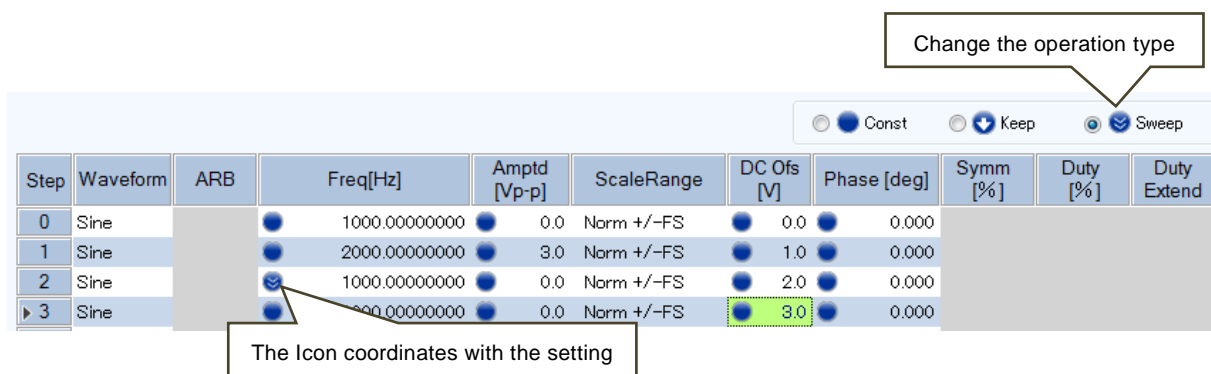 Change the operation type
Const Keep Sweep
Step Waveform ARB Freq[Hz] Amptd [Vp-p] ScaleRange DC Ofs [V] Phase [deg] Symm [%] Duty [%] Duty Extend
0 Sine 1000.00000000 0.0 Norm +/-FS 0.0 0.000
1 Sine 2000.00000000 3.0 Norm +/-FS 1.0 0.000
2 Sine 1000.00000000 0.0 Norm +/-FS 2.0 0.000
3 Sine 0.0 Norm +/-FS 3.0 0.000
The Icon coordinates with the setting